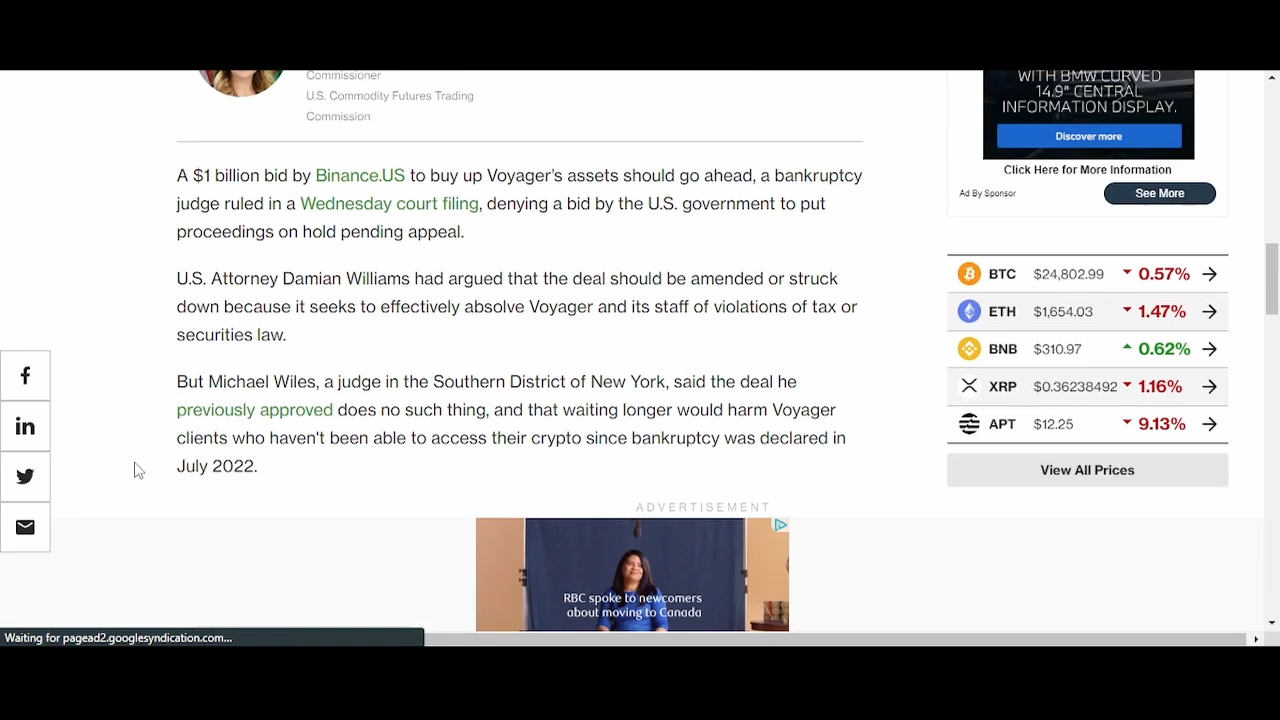 Commissioner
U.S. Commodity Futures Trading
Commission
A $1 billion bid by Binance.US to buy up Voyager's assets should go ahead, a bankruptcy
judge ruled in a Wednesday court filing, denying a bid by the U.S. government to put
proceedings on hold pending appeal.
U.S. Attorney Damian Williams had argued that the deal should be amended or struck
down because it seeks to effectively absolve Voyager and its staff of violations of tax or
securities law.
But Michael Wiles, a judge in the Southern District of New York, said the deal he
previously approved does no such thing, and that waiting longer would harm Voyager
clients who haven't been able to access their crypto since bankruptcy was declared in
July 2022.
ADVERTISEMENT
RBC spoke to newcomers
about moving to Canada
WITH BMW CURVED
14.9" CENTRAL
INFORMATION DISPLAY.
Discover more
Click Here for More Information
Ad By Sponsor
See More
BTC $24,802.99 0.57%
ETH $1,654.03 1.47%
BNB $310.97 0.62%
XRP $0.36238492 1.16%
APT $12.25 9.13%
View All Prices
Waiting for pagead2.googlesyndication.com...